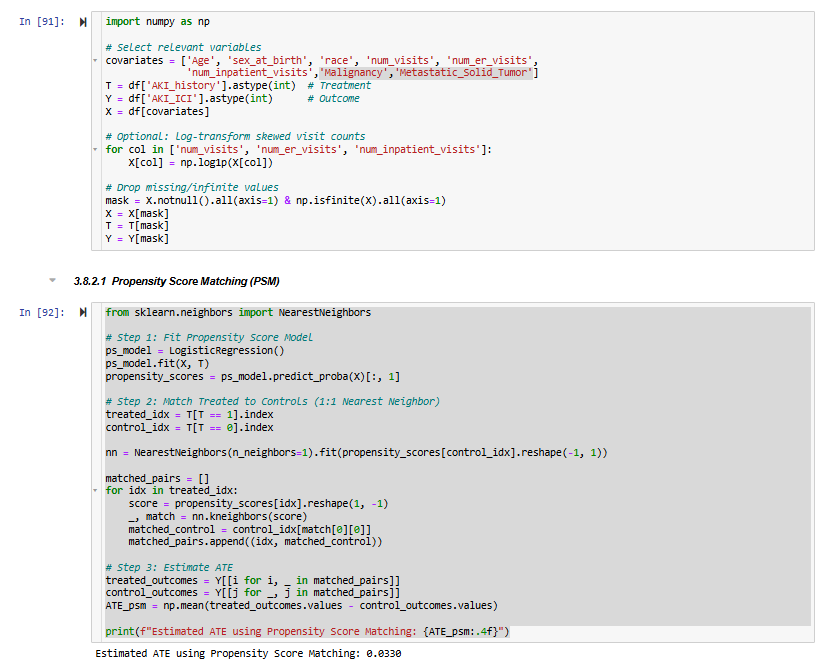 In [91]:
import numpy as np

# Select relevant variables
covariates = ['Age', 'sex_at_birth', 'race', 'num_visits', 'num_er_visits',
              'num_inpatient_visits','Malignancy','Metastatic_Solid_Tumor']
T = df['AKI_history'].astype(int)  # Treatment
Y = df['AKI_ICI'].astype(int)      # Outcome
X = df[covariates]

# Optional: log-transform skewed visit counts
for col in ['num_visits', 'num_er_visits', 'num_inpatient_visits']:
    X[col] = np.log1p(X[col])

# Drop missing/infinite values
mask = X.notnull().all(axis=1) & np.isfinite(X).all(axis=1)
X = X[mask]
T = T[mask]
Y = Y[mask]

3.8.2.1 Propensity Score Matching (PSM)

In [92]:
from sklearn.neighbors import NearestNeighbors

# Step 1: Fit Propensity Score Model
ps_model = LogisticRegression()
ps_model.fit(X, T)
propensity_scores = ps_model.predict_proba(X)[:, 1]

# Step 2: Match Treated to Controls (1:1 Nearest Neighbor)
treated_idx = T[T == 1].index
control_idx = T[T == 0].index

nn = NearestNeighbors(n_neighbors=1).fit(propensity_scores[control_idx].reshape(-1, 1))

matched_pairs = []
for idx in treated_idx:
    score = propensity_scores[idx].reshape(1, -1)
    _, match = nn.kneighbors(score)
    matched_control = control_idx[match[0][0]]
    matched_pairs.append((idx, matched_control))

# Step 3: Estimate ATE
treated_outcomes = Y[[i for i, _ in matched_pairs]]
control_outcomes = Y[[j for _, j in matched_pairs]]
ATE_psm = np.mean(treated_outcomes.values - control_outcomes.values)

print(f"Estimated ATE using Propensity Score Matching: {ATE_psm:.4f}")
Estimated ATE using Propensity Score Matching: 0.0330